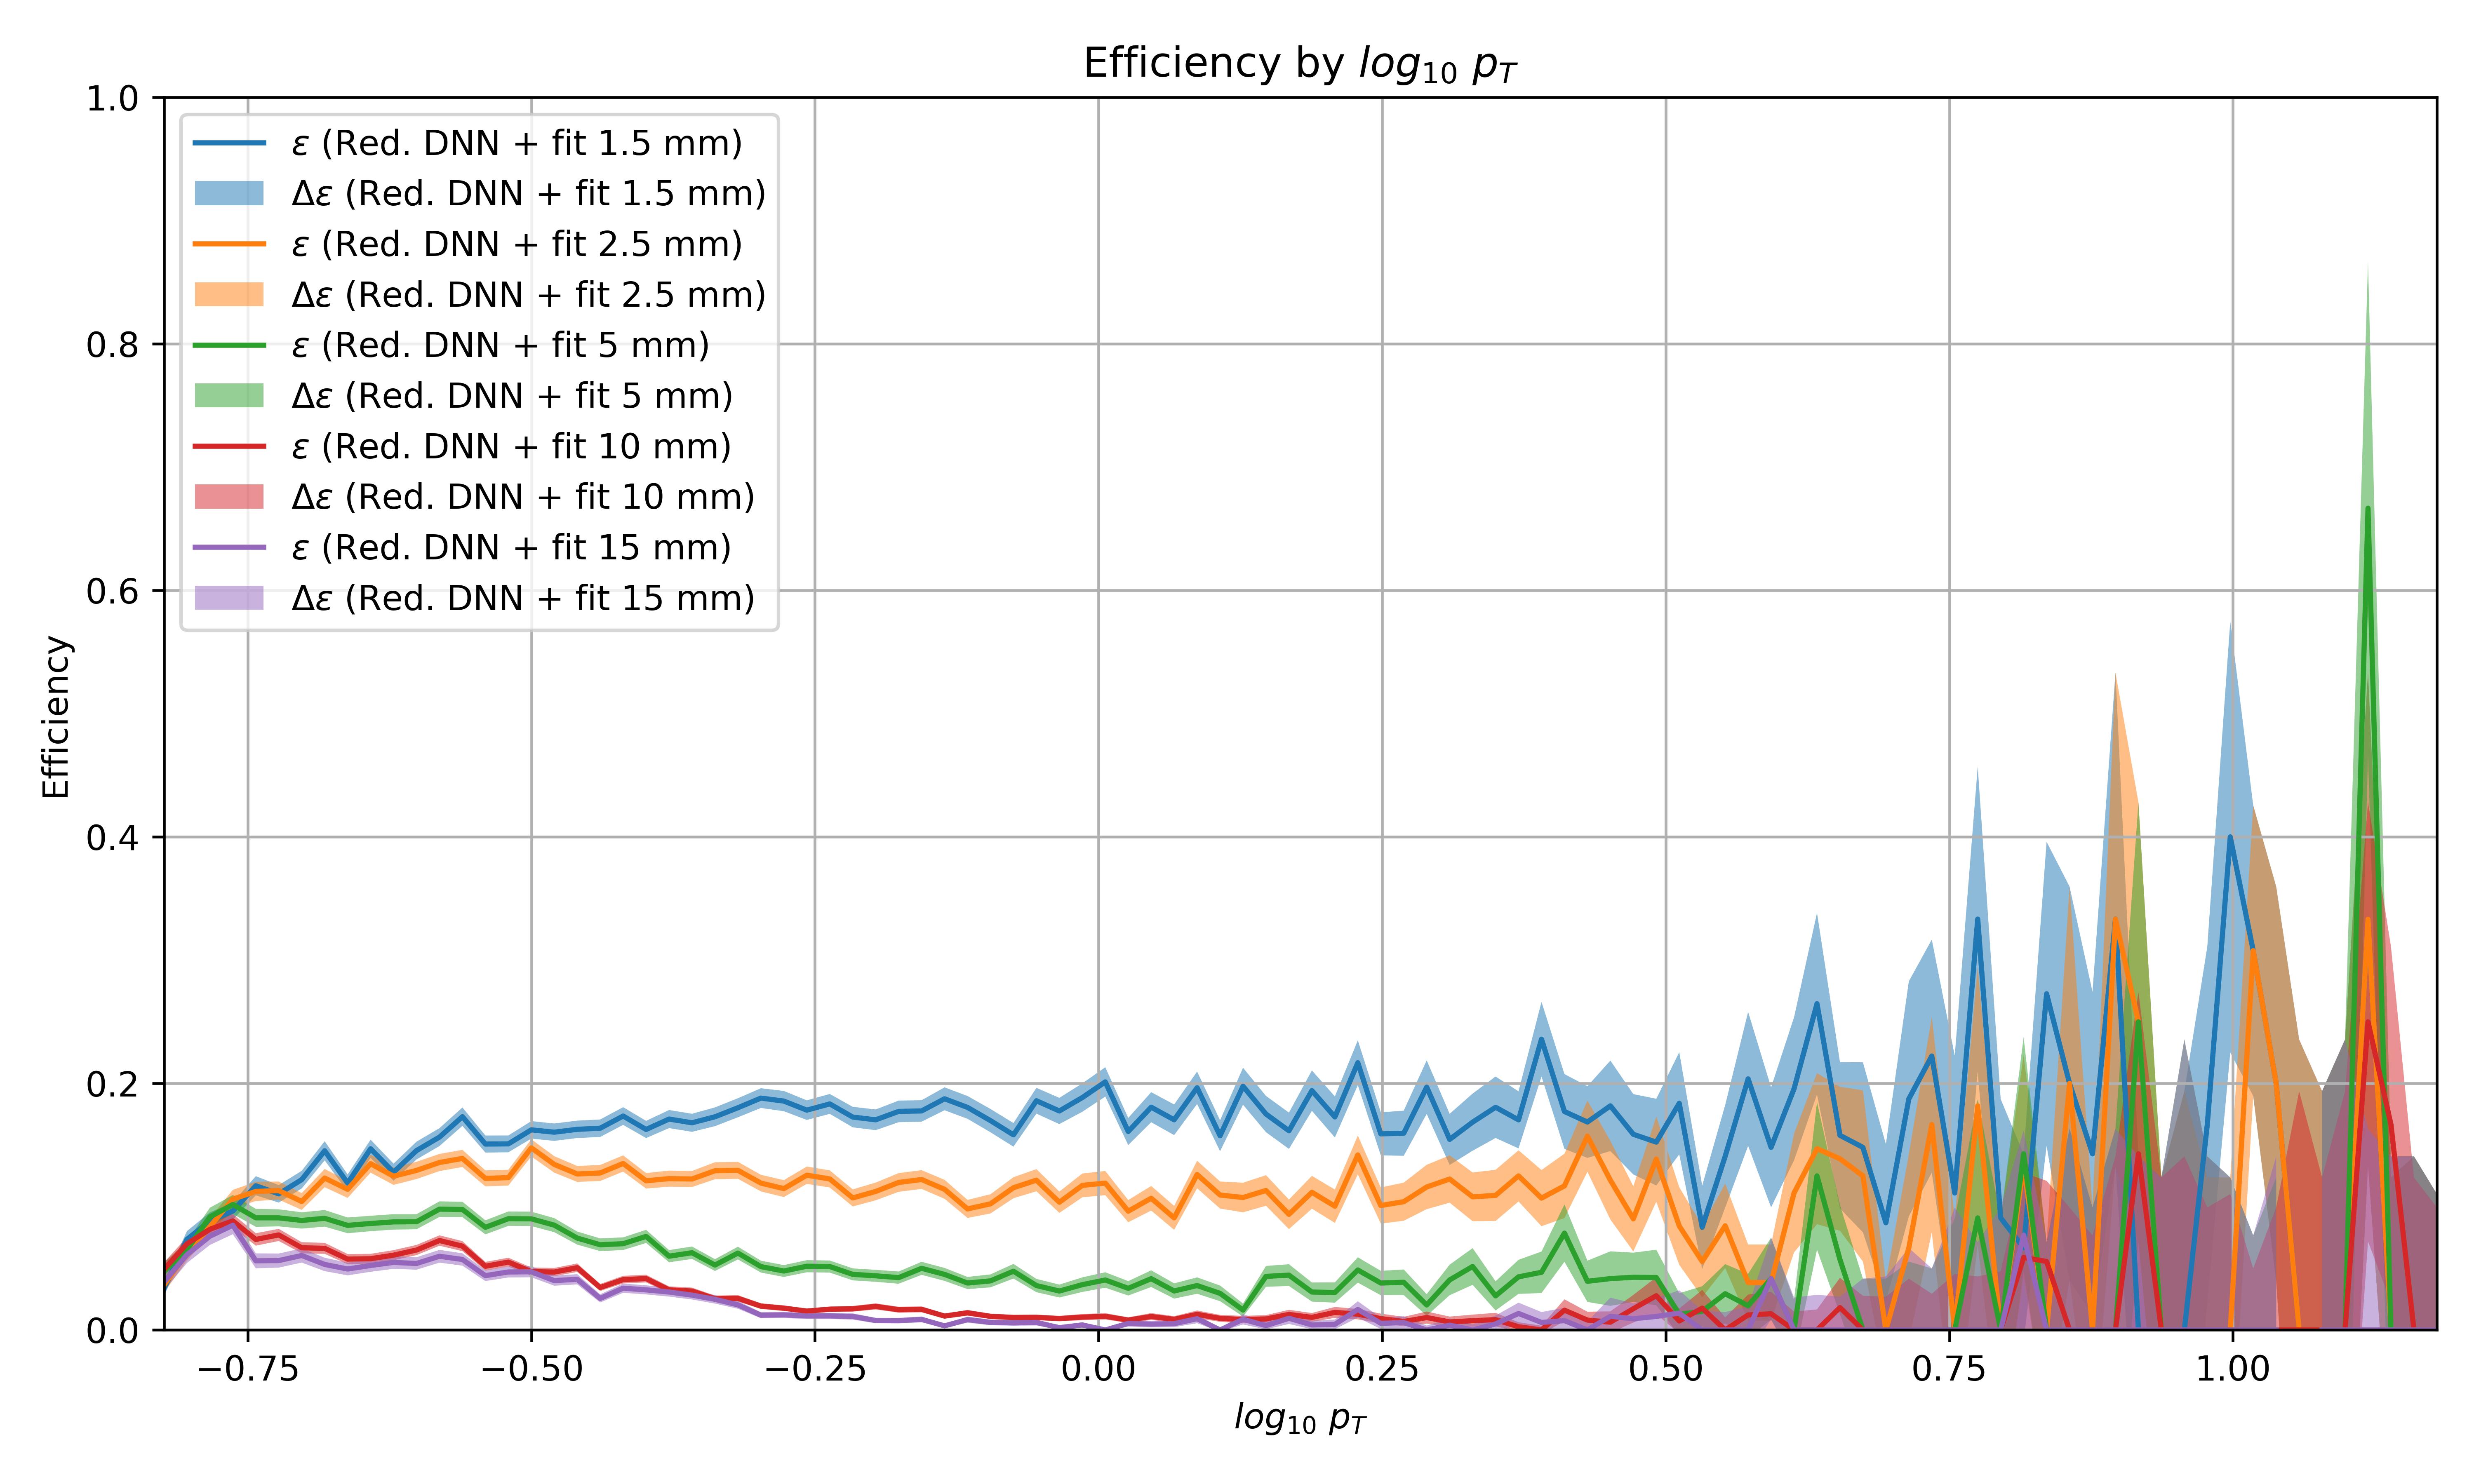 Efficiency by log₁₀ p_T
1.0
0.8
0.6
0.4
0.2
0.0
Efficiency
ε (Red. DNN + fit 1.5 mm)
Δε (Red. DNN + fit 1.5 mm)
ε (Red. DNN + fit 2.5 mm)
Δε (Red. DNN + fit 2.5 mm)
ε (Red. DNN + fit 5 mm)
Δε (Red. DNN + fit 5 mm)
ε (Red. DNN + fit 10 mm)
Δε (Red. DNN + fit 10 mm)
ε (Red. DNN + fit 15 mm)
Δε (Red. DNN + fit 15 mm)
−0.75 −0.50 −0.25 0.00 0.25 0.50 0.75 1.00
log₁₀ p_T